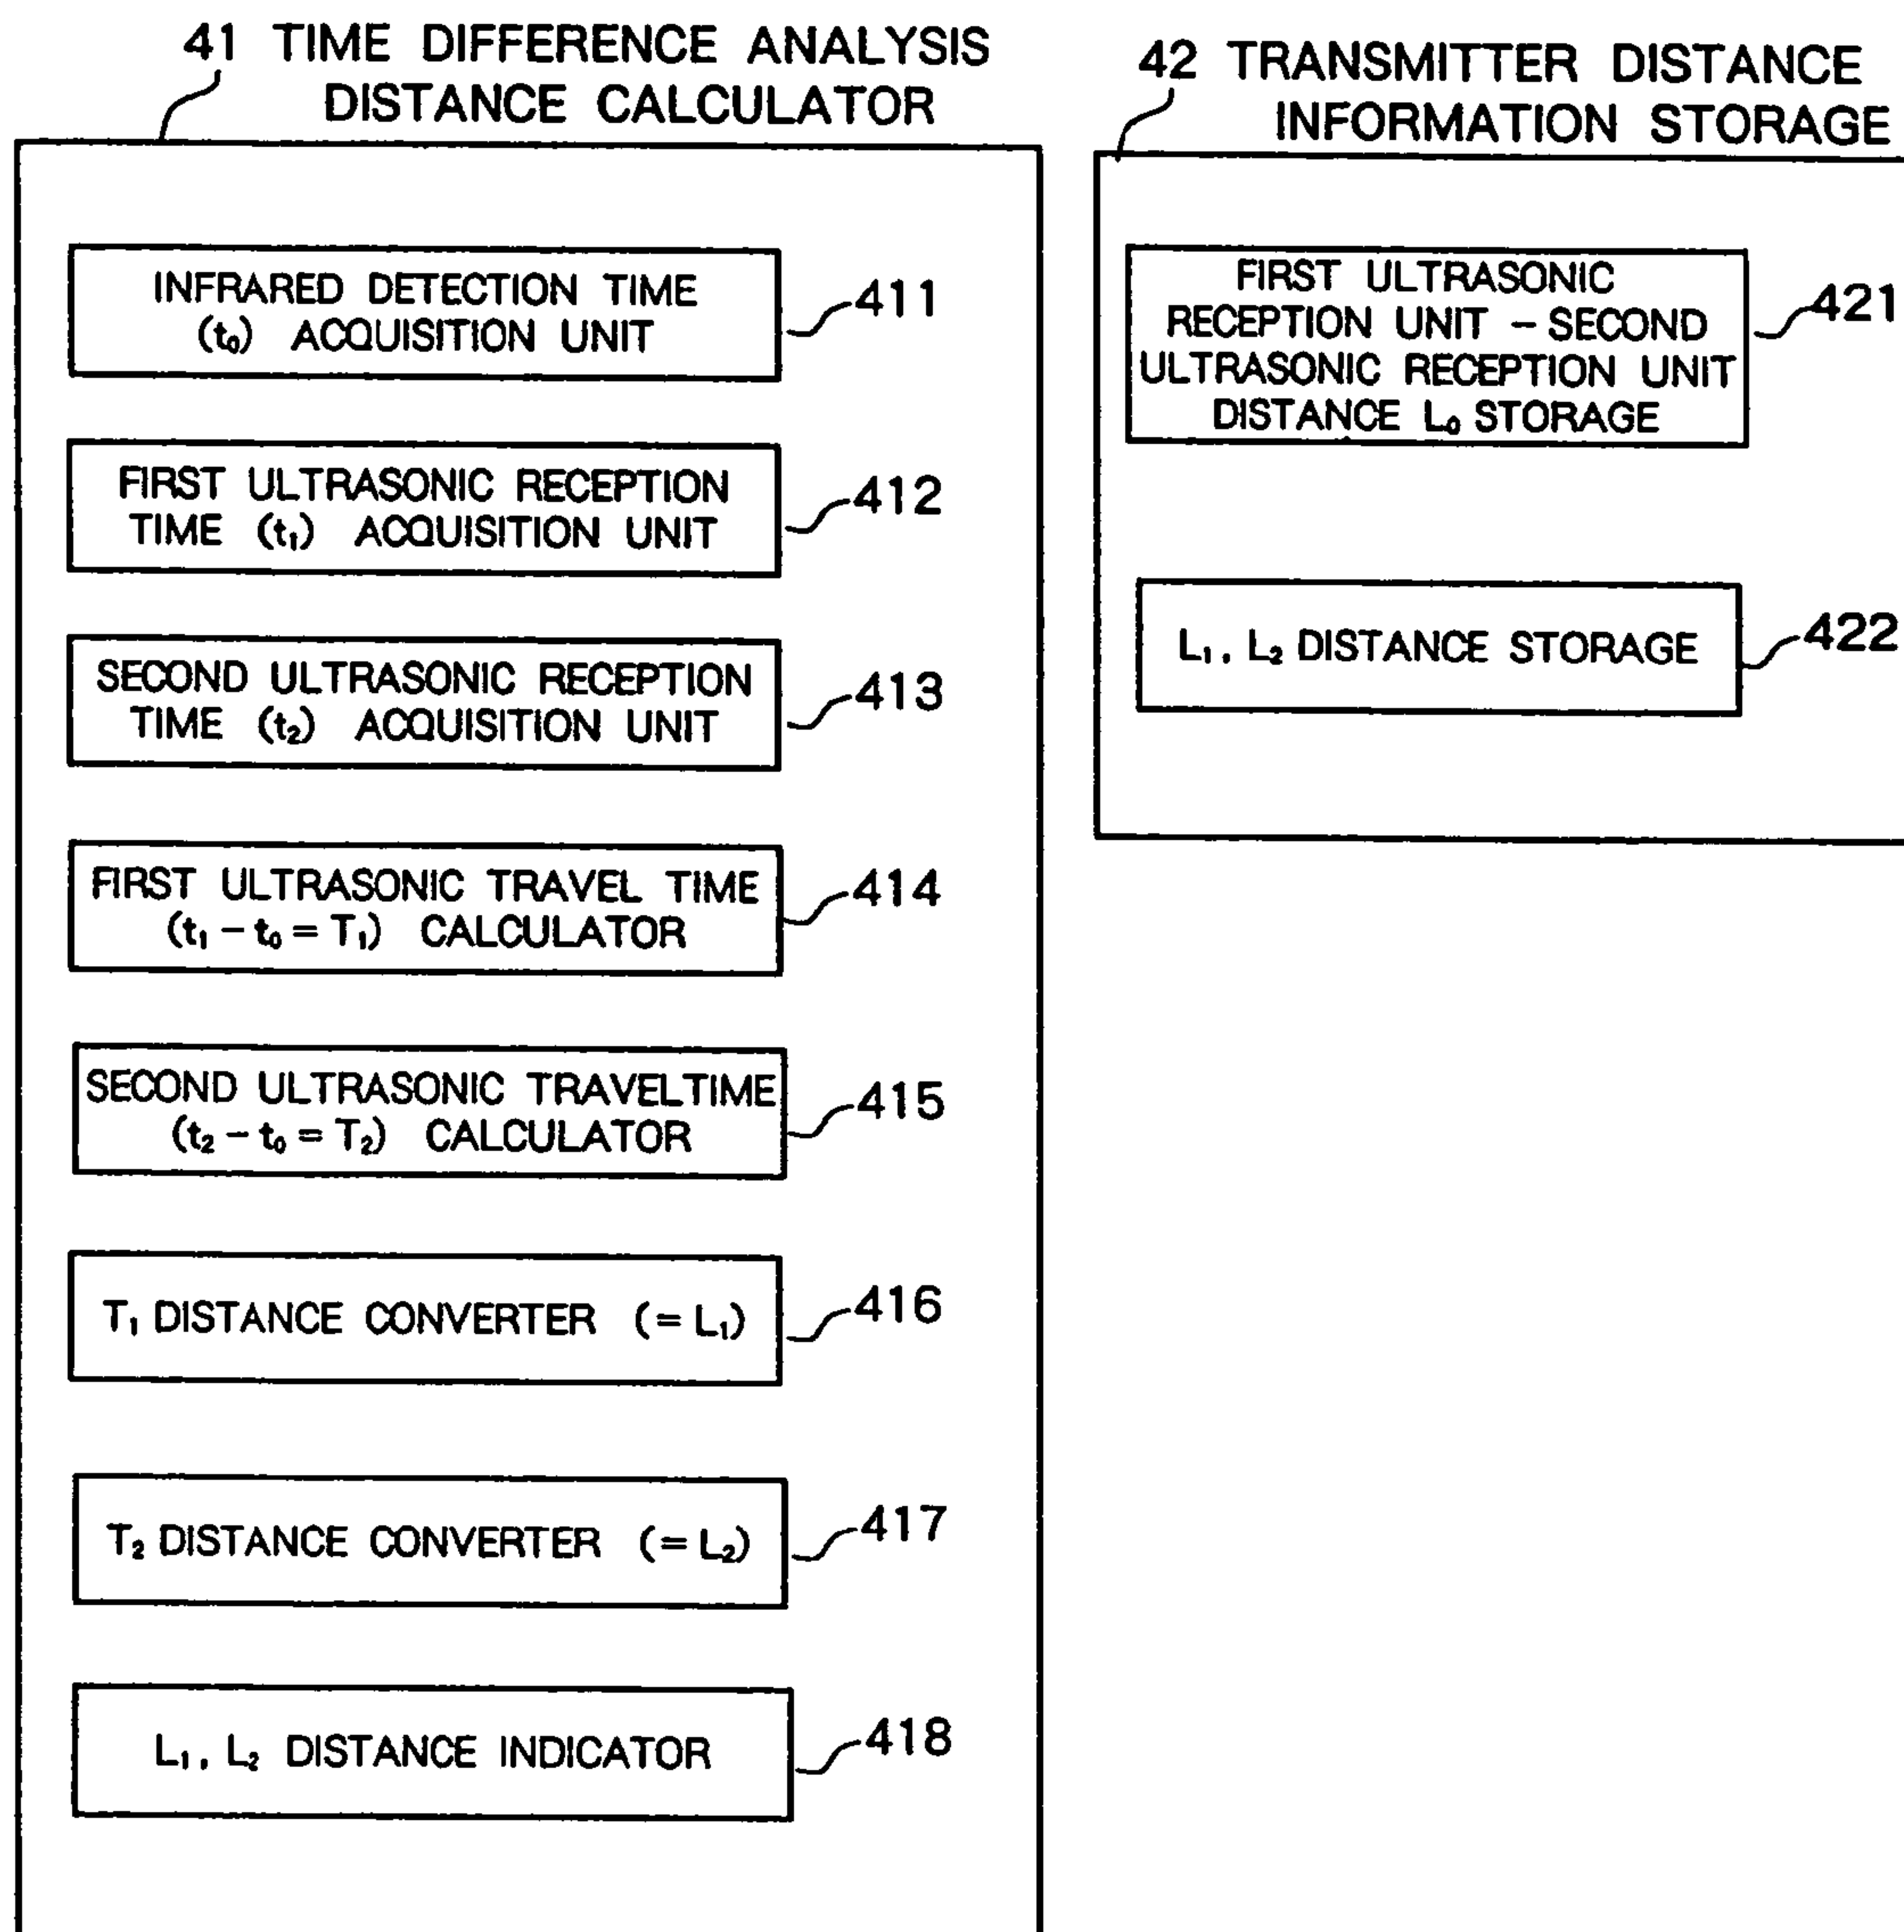 41 TIME DIFFERENCE ANALYSIS
DISTANCE CALCULATOR
INFRARED DETECTION TIME
(t₀) ACQUISITION UNIT
411
FIRST ULTRASONIC RECEPTION
TIME (t₁) ACQUISITION UNIT
412
SECOND ULTRASONIC RECEPTION
TIME (t₂) ACQUISITION UNIT
413
FIRST ULTRASONIC TRAVEL TIME
(t₁ – t₀ = T₁) CALCULATOR
414
SECOND ULTRASONIC TRAVELTIME
(t₂ – t₀ = T₂) CALCULATOR
415
T₁ DISTANCE CONVERTER (= L₁)
416
T₂ DISTANCE CONVERTER (= L₂)
417
L₁, L₂ DISTANCE INDICATOR
418
42 TRANSMITTER DISTANCE
INFORMATION STORAGE
FIRST ULTRASONIC
RECEPTION UNIT – SECOND
ULTRASONIC RECEPTION UNIT
DISTANCE L₀ STORAGE
421
L₁, L₂ DISTANCE STORAGE
422